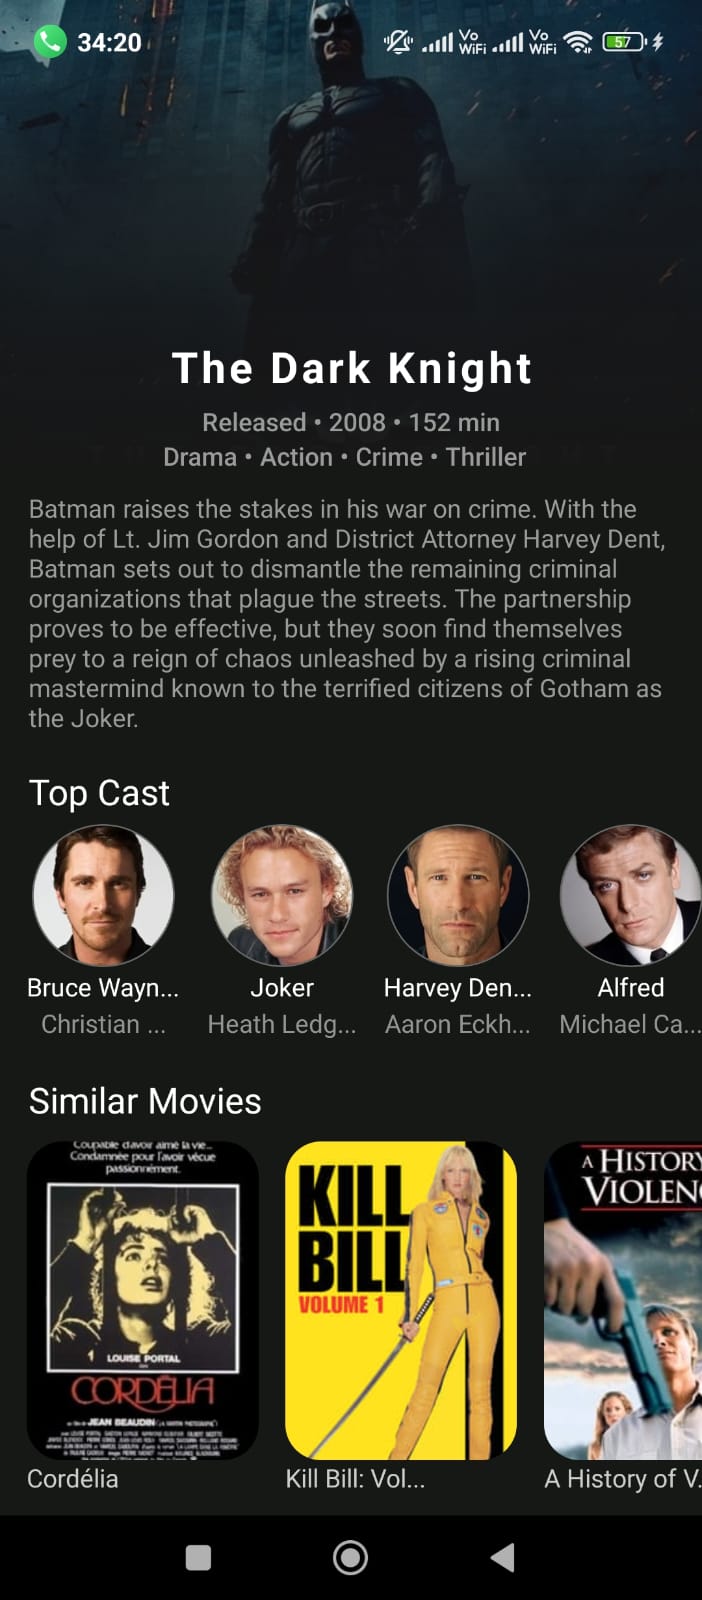 34:20
Vo
WiFi
Vo
WiFi
57
The Dark Knight
Released • 2008 • 152 min
Drama • Action • Crime • Thriller
Batman raises the stakes in his war on crime. With the
help of Lt. Jim Gordon and District Attorney Harvey Dent,
Batman sets out to dismantle the remaining criminal
organizations that plague the streets. The partnership
proves to be effective, but they soon find themselves
prey to a reign of chaos unleashed by a rising criminal
mastermind known to the terrified citizens of Gotham as
the Joker.
Top Cast
Bruce Wayn... Joker Harvey Den... Alfred
Christian ... Heath Ledg... Aaron Eckh... Michael Ca...
Similar Movies
Coupable d'avoir aimé la vie...
Condamnée pour l'avoir vécue
passionnément.
LOUISE PORTAL
CORDÉLIA
JEAN BEAUDIN
KILL
BILL
VOLUME 1
A HISTORY
VIOLEN
Cordélia Kill Bill: Vol... A History of V.